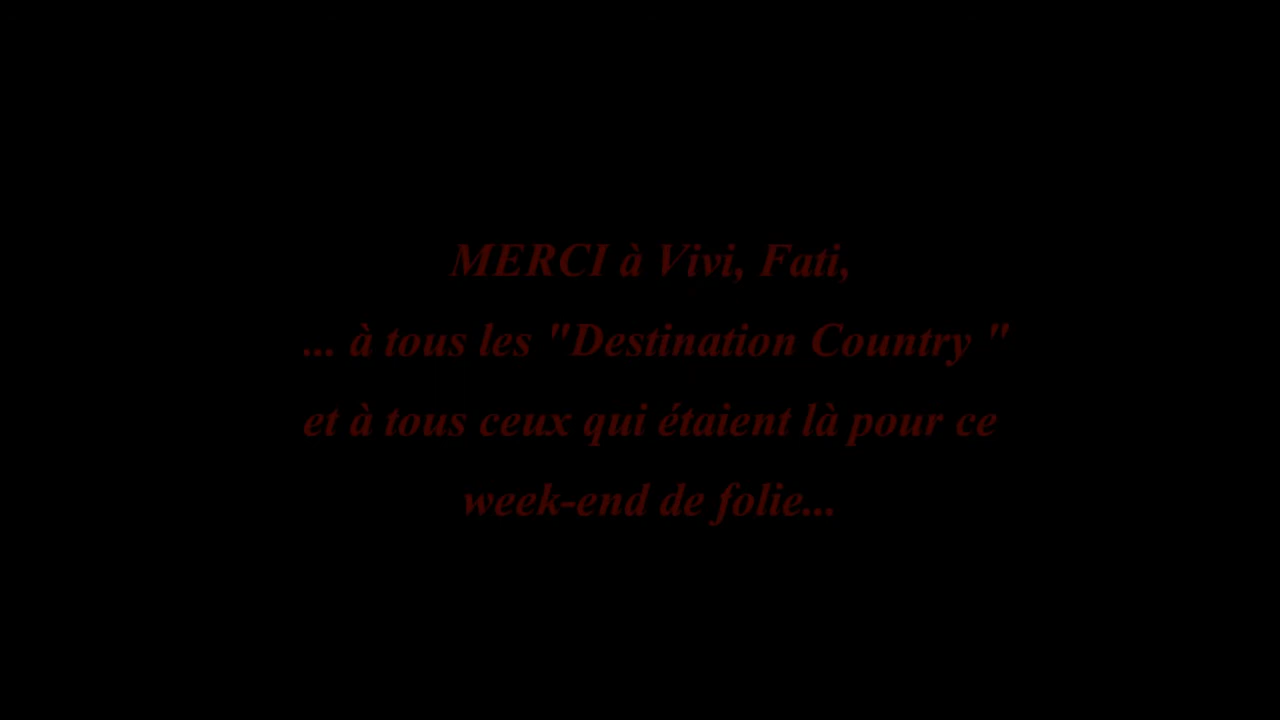 MERCI à Vivi, Fati,
... à tous les "Destination Country "
et à tous ceux qui étaient là pour ce
week-end de folie...